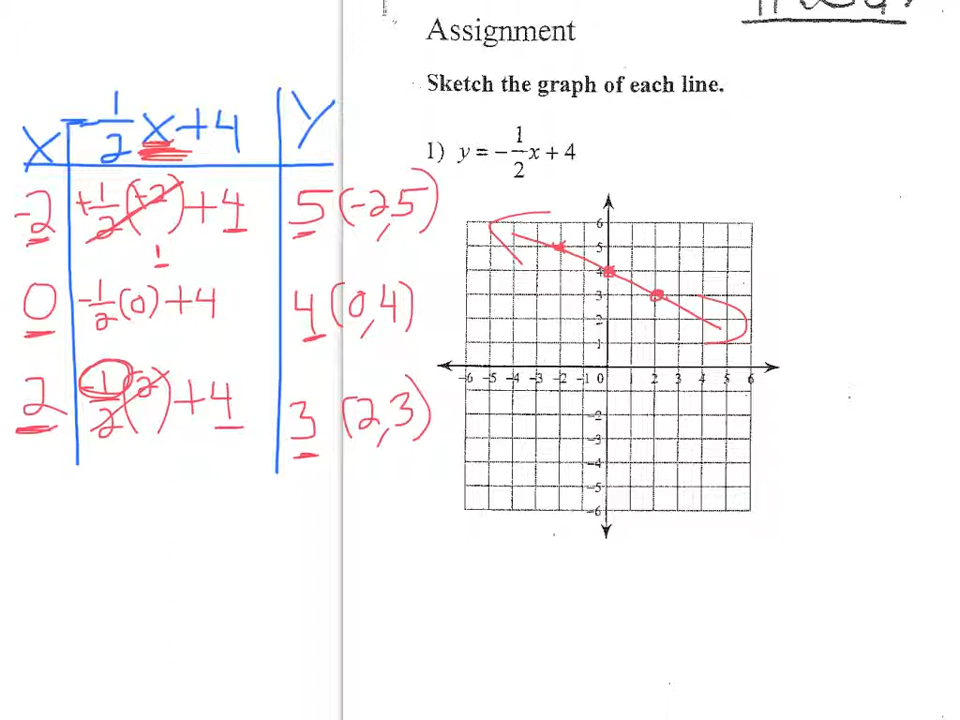 Assignment
Sketch the graph of each line.
1) y = -1/2x + 4
X | -1/2 x + 4 | Y
-2 | +1/2(-2) + 4 | 5 (-2,5)
1
0 | -1/2(0) + 4 | 4 (0,4)
2 | -1/2(2) + 4 | 3 (2,3)
6
5
4
3
2
1
-6 -5 -4 -3 -2 -1 0 2 3 4 5 6
-2
-3
-4
-5
-6